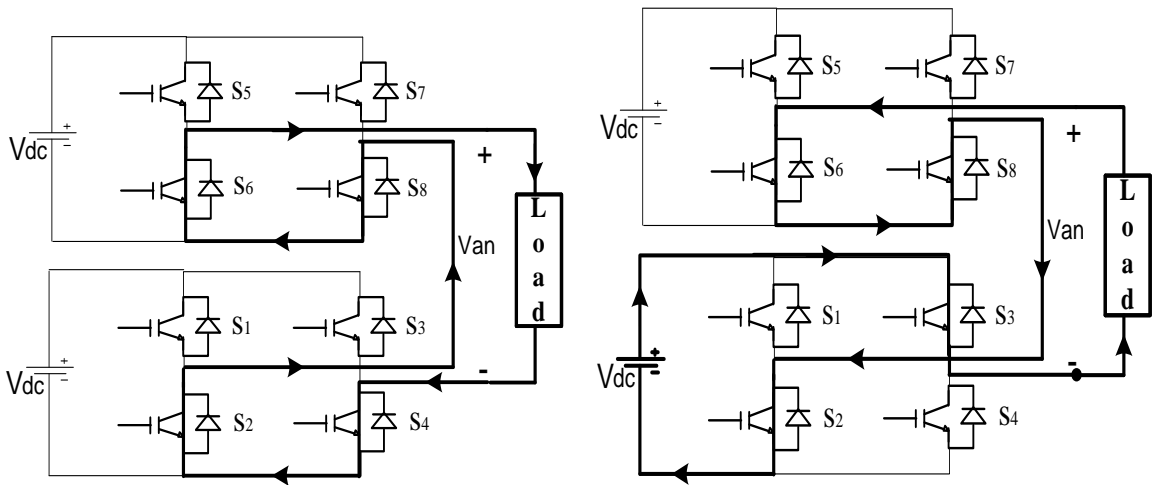 S5
S7
+
-
Vdc
+
S6
S8
Van
L
o
a
d
S1
S3
+
-
Vdc
-
S2
S4
S5
S7
+
-
Vdc
+
S6
S8
Van
L
o
a
d
S1
S3
+
-
Vdc
-
S2
S4